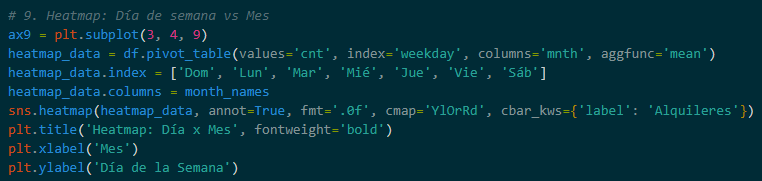 # 9. Heatmap: Día de semana vs Mes
ax9 = plt.subplot(3, 4, 9)
heatmap_data = df.pivot_table(values='cnt', index='weekday', columns='mnth', aggfunc='mean')
heatmap_data.index = ['Dom', 'Lun', 'Mar', 'Mié', 'Jue', 'Vie', 'Sáb']
heatmap_data.columns = month_names
sns.heatmap(heatmap_data, annot=True, fmt='.0f', cmap='YlOrRd', cbar_kws={'label': 'Alquileres'})
plt.title('Heatmap: Día x Mes', fontweight='bold')
plt.xlabel('Mes')
plt.ylabel('Día de la Semana')